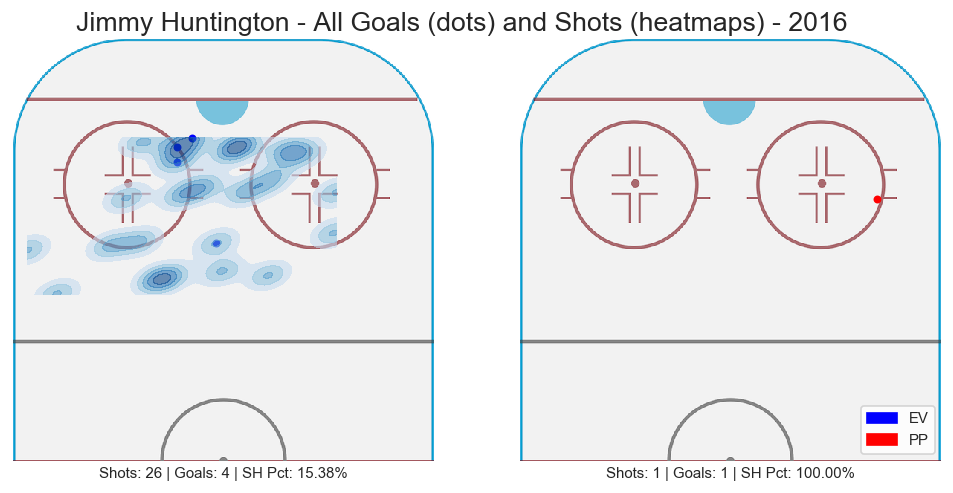 Jimmy Huntington - All Goals (dots) and Shots (heatmaps) - 2016
EV
PP
Shots: 26 | Goals: 4 | SH Pct: 15.38%
Shots: 1 | Goals: 1 | SH Pct: 100.00%